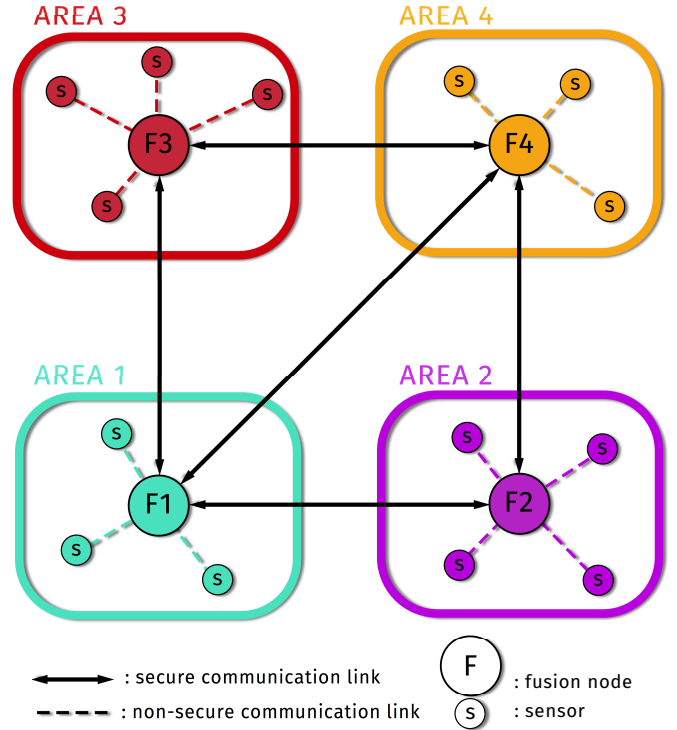 AREA 3
AREA 4
S
S
S
S
F3
S
S
S
F4
AREA 1
AREA 2
S
S
S
F1
S
S
S
S
F2
: secure communication link
F
: fusion node
: non-secure communication link
S
: sensor